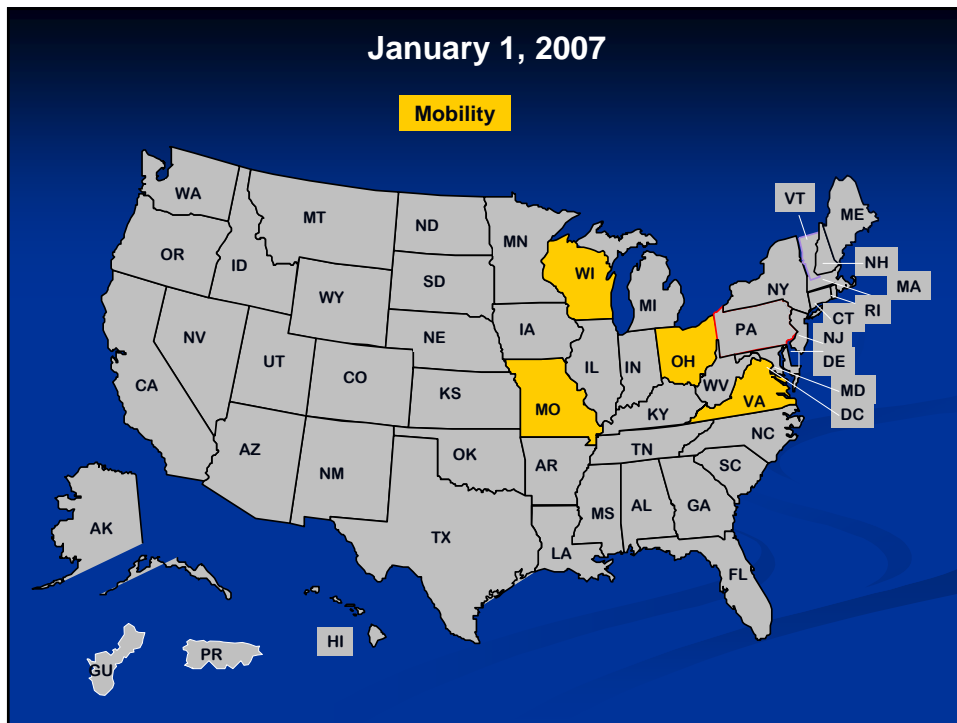 January 1, 2007
Mobility
WA
MT
ND
MN
VT
ME
OR
ID
SD
WI
NH
WY
MI
NY
MA
RI
CT
NV
NE
IA
PA
NJ
UT
CO
IL
IN
OH
DE
CA
KS
MO
WV
VA
MD
DC
KY
AZ
NM
OK
AR
TN
NC
SC
MS
AL
GA
AK
TX
LA
FL
HI
PR
GU